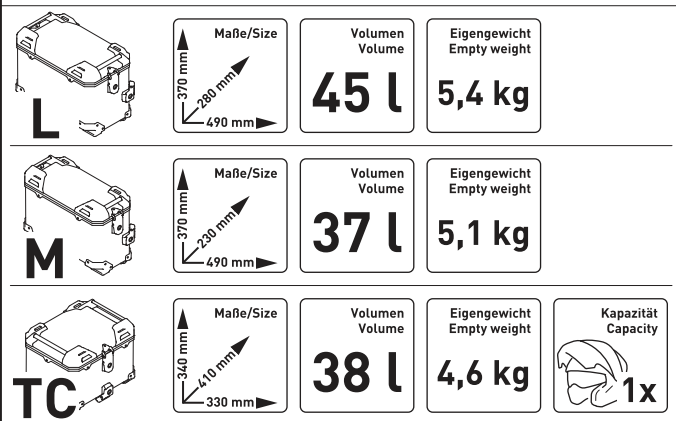 L
Maße/Size
370 mm
280 mm
490 mm
Volumen
Volume
45 l
Eigengewicht
Empty weight
5,4 kg
M
Maße/Size
370 mm
230 mm
490 mm
Volumen
Volume
37 l
Eigengewicht
Empty weight
5,1 kg
TC
Maße/Size
340 mm
410 mm
330 mm
Volumen
Volume
38 l
Eigengewicht
Empty weight
4,6 kg
Kapazität
Capacity
1x